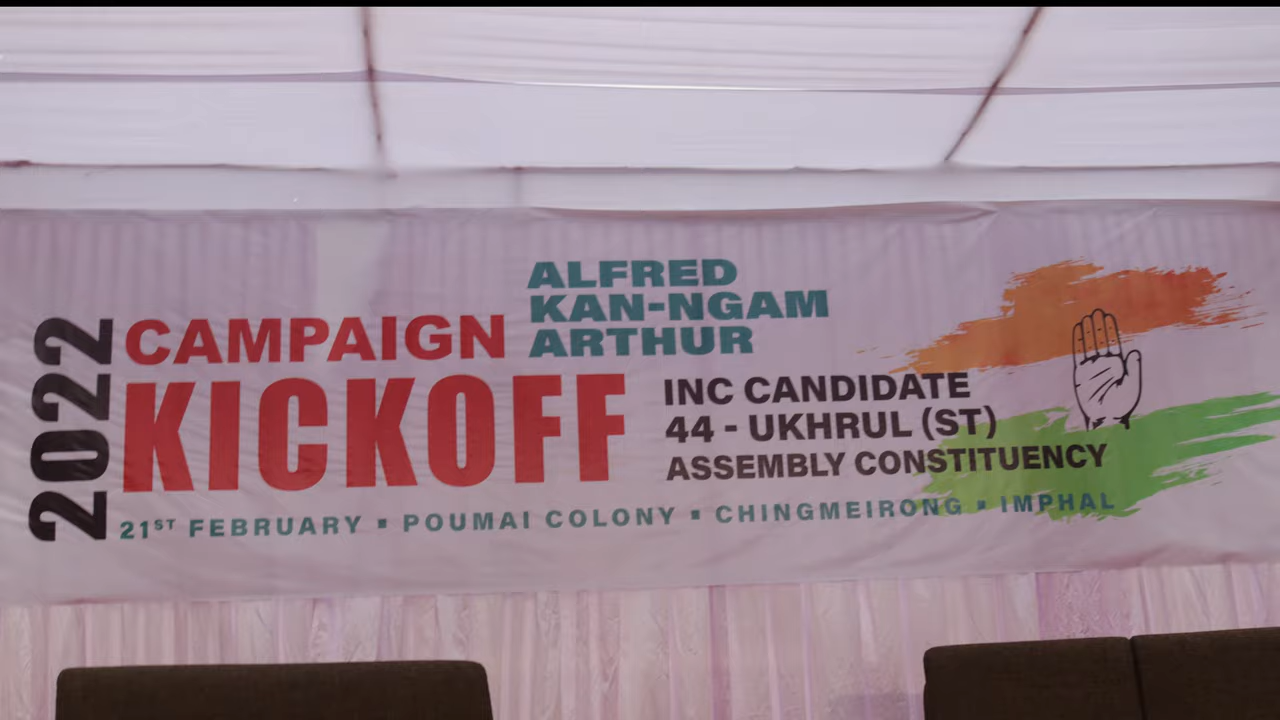 2022
CAMPAIGN
KICKOFF
ALFRED
KAN-NGAM
ARTHUR
INC CANDIDATE
44 - UKHRUL (ST)
ASSEMBLY CONSTITUENCY
21ST FEBRUARY ▪ POUMAI COLONY ▪ CHINGMEIRONG ▪ IMPHAL